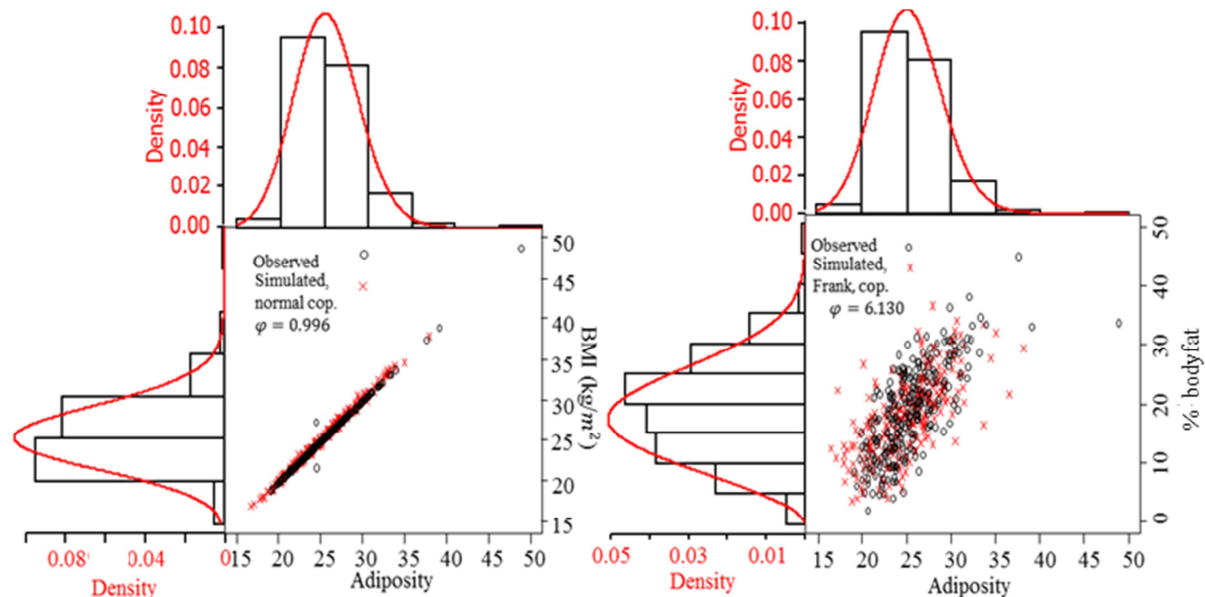 0.10
0.08
0.06
0.04
0.02
0.00
Density
Observed
Simulated,
normal cop.
φ = 0.996
50
45
40
35
30
25
20
15
BMI (kg/m²)
0.08
0.04
0
Density
15 20 25 30 35 40 45 50
Adiposity
0.10
0.08
0.06
0.04
0.02
0.00
Density
Observed
Simulated,
Frank, cop.
φ = 6.130
50
40
30
20
10
0
% bodyfat
0.05 0.03 0.01
Density
15 20 25 30 35 40 45 50
Adiposity